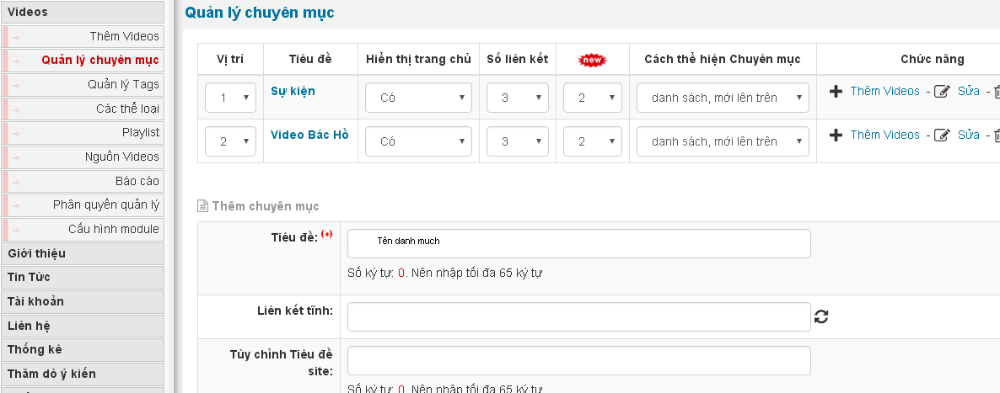 Videos
Thêm Videos
Quản lý chuyên mục
Quản lý Tags
Các thể loại
Playlist
Nguồn Videos
Báo cáo
Phân quyền quản lý
Cấu hình module
Giới thiệu
Tin Tức
Tài khoản
Liên hệ
Thống kê
Thăm dò ý kiến
Quản lý chuyên mục
Vị trí Tiêu đề Hiển thị trang chủ Số liên kết new Cách thể hiện Chuyên mục Chức năng
1 Sự kiện Có 3 2 danh sách, mới lên trên Thêm Videos - Sửa -
2 Video Bác Hồ Có 3 2 danh sách, mới lên trên Thêm Videos - Sửa -
Thêm chuyên mục
Tiêu đề: (*) Tên danh much
Số ký tự: 0. Nên nhập tối đa 65 ký tự
Liên kết tĩnh:
Tùy chỉnh Tiêu đề
site:
Số ký tự: 0. Nên nhập tối đa 65 ký tự